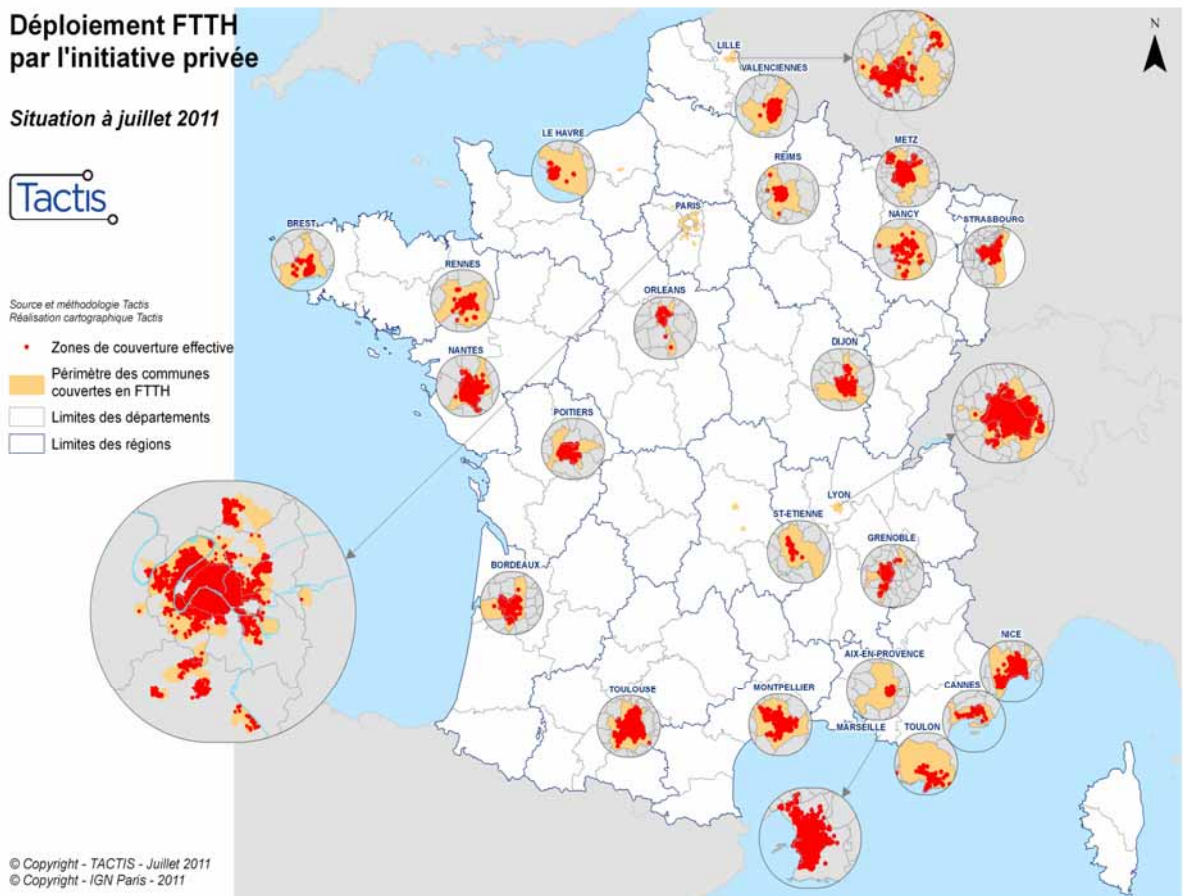 Déploiement FTTH
par l'initiative privée
Situation à juillet 2011
Tactis
Source et méthodologie Tactis
Réalisation cartographique Tactis
Zones de couverture effective
Périmètre des communes
couvertes en FTTH
Limites des départements
Limites des régions
N
LILLE
VALENCIENNES
LE HAVRE
METZ
REIMS
PARIS
NANCY
STRASBOURG
BREST
RENNES
ORLEANS
NANTES
DIJON
POITIERS
LYON
ST-ETIENNE
GRENOBLE
BORDEAUX
NICE
AIX-EN-PROVENCE
CANNES
TOULOUSE
MONTPELLIER
MARSEILLE
TOULON
© Copyright - TACTIS - Juillet 2011
© Copyright - IGN Paris - 2011